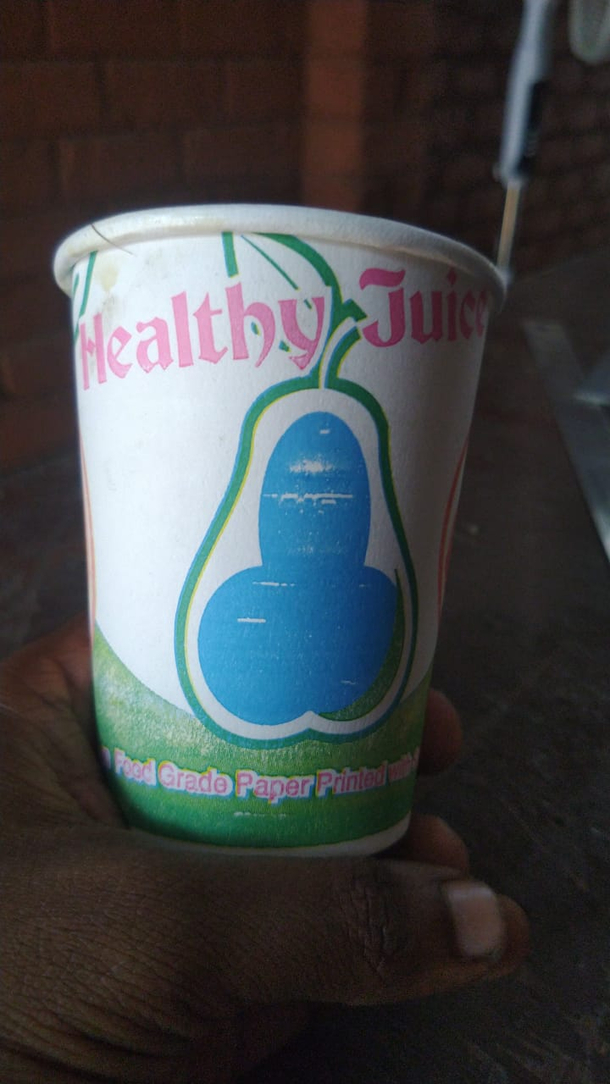 Healthy Juice
Food Grade Paper Printed with